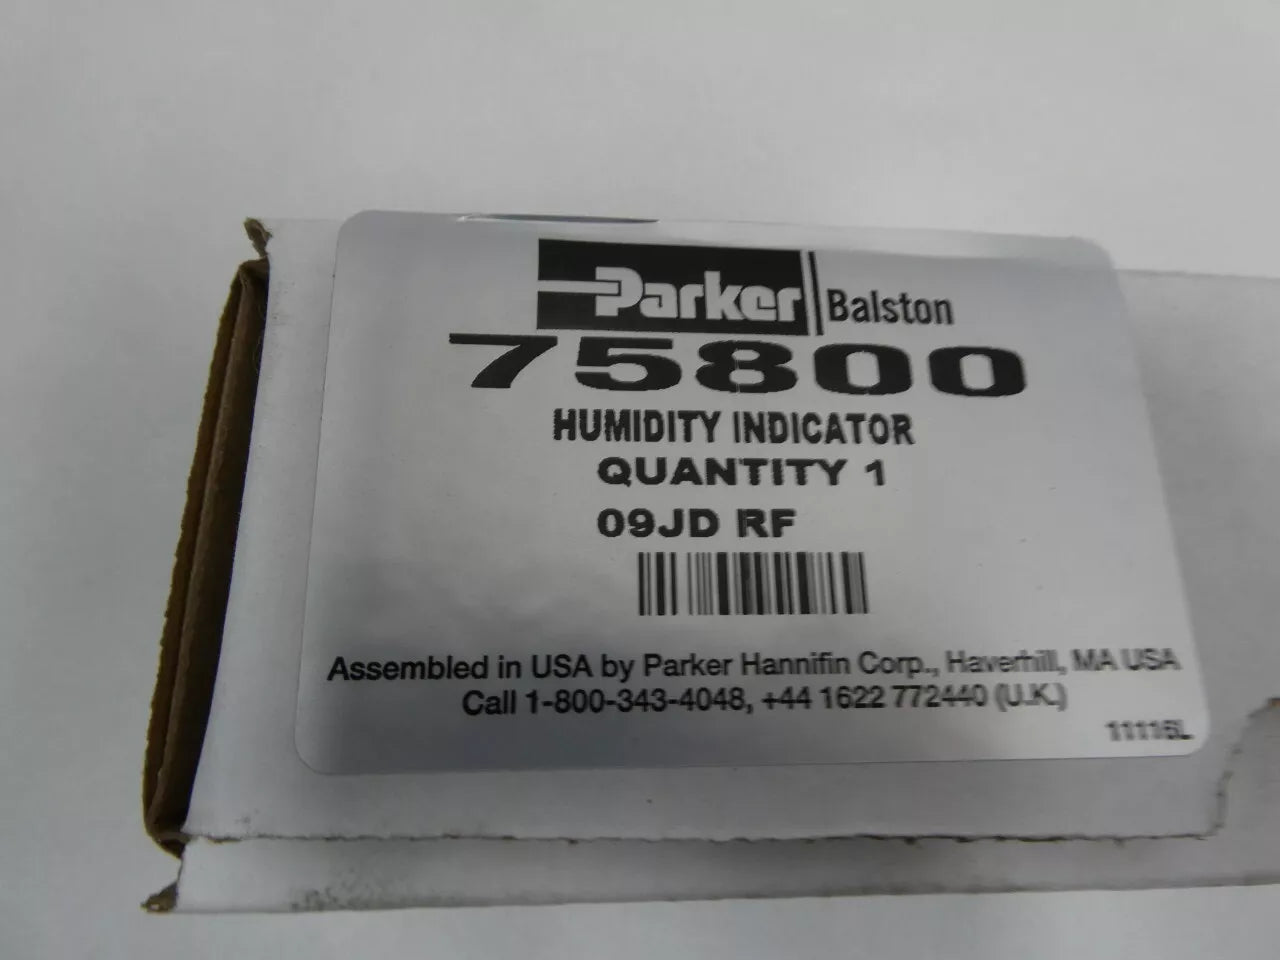 Parker Balston
75800
HUMIDITY INDICATOR
QUANTITY 1
09JD RF
Assembled in USA by Parker Hannifin Corp., Haverhill, MA USA
Call 1-800-343-4048, +44 1622 772440 (U.K.)
11116L